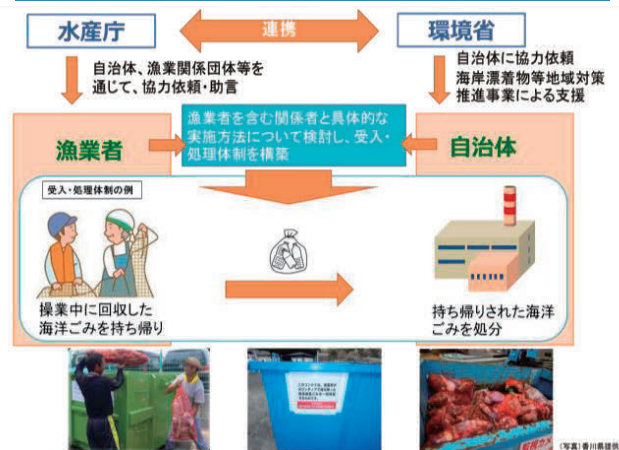 水産庁
連携
環境省
自治体、漁業関係団体等を
通じて、協力依頼・助言
自治体に協力依頼
海岸漂着物等地域対策
推進事業による支援
漁業者を含む関係者と具体的な
実施方法について検討し、受入・
処理体制を構築
漁業者
自治体
受入・処理体制の例
操業中に回収した
海洋ごみを持ち帰り
持ち帰りされた海洋
ごみを処分
(写真)香川県提供